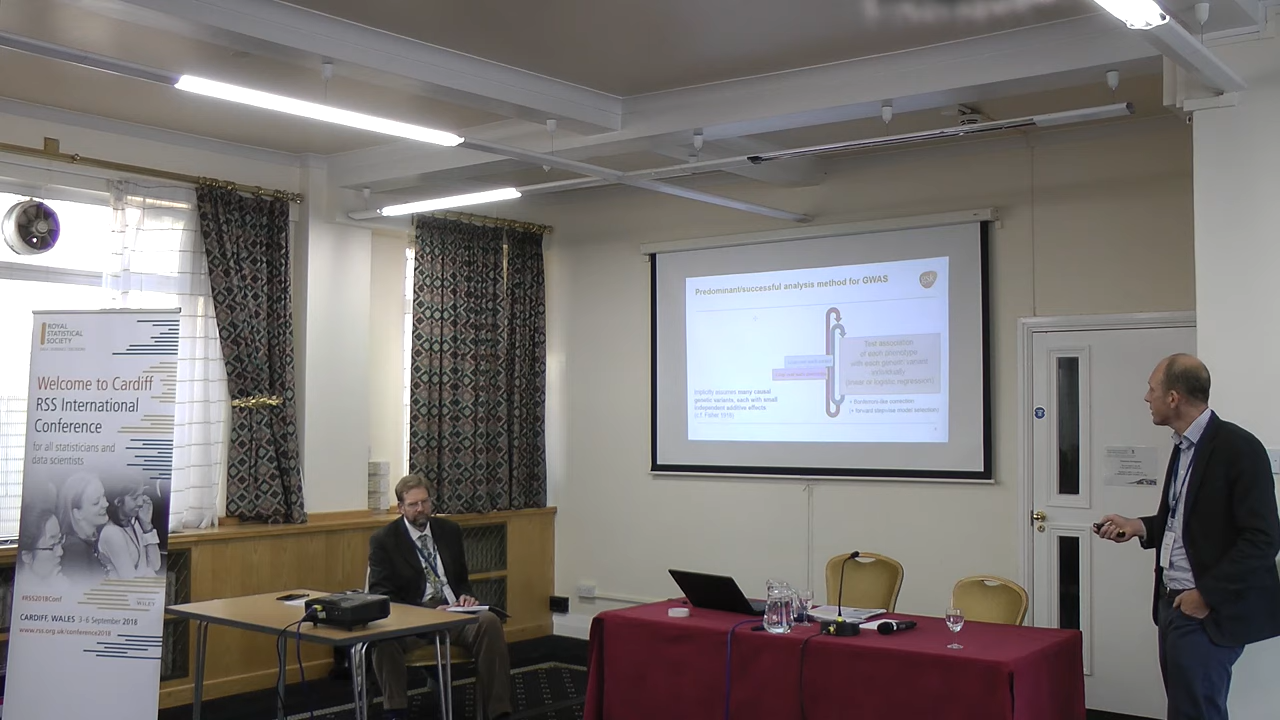 ROYAL
STATISTICAL
SOCIETY
Welcome to Cardiff
RSS International
Conference
for all statisticians and
data scientists
#RSS2018Conf
WILEY
CARDIFF, WALES 3-6 September 2018
www.rss.org.uk/conference2018
Predominant/successful analysis method for GWAS
gsk
Test association
of each phenotype
with each genetic variant
individually
(linear or logistic regression)
Implicitly assumes many causal
genetic variants, each with small
independent additive effects
(c.f. Fisher 1918)
+ Bonferroni-like correction
+ forward stepwise model selection